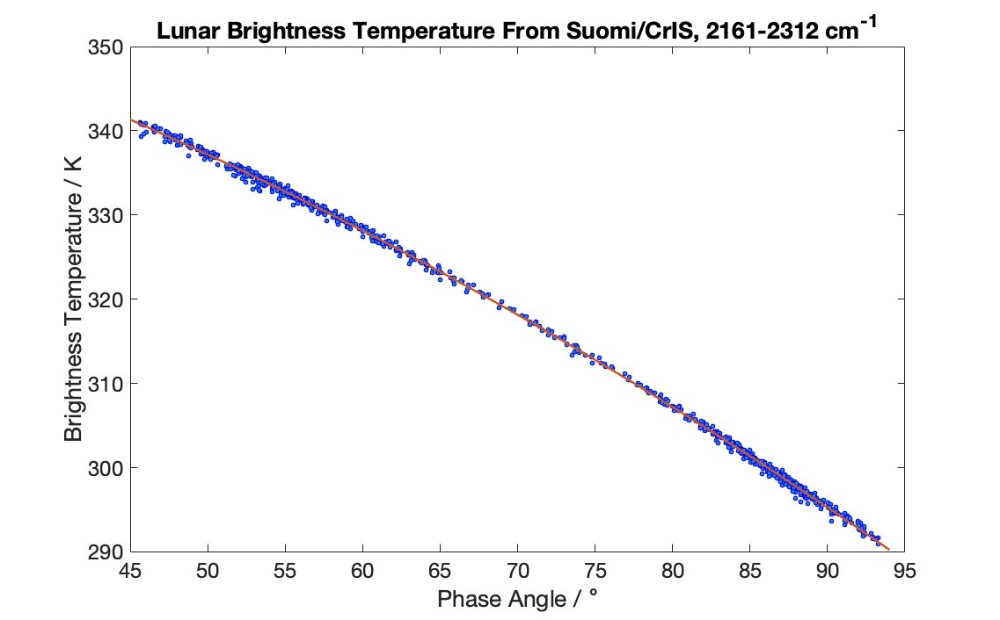 Lunar Brightness Temperature From Suomi/CrIS, 2161-2312 cm⁻¹
350
340
330
320
310
300
290
Brightness Temperature / K
45 50 55 60 65 70 75 80 85 90 95
Phase Angle / °